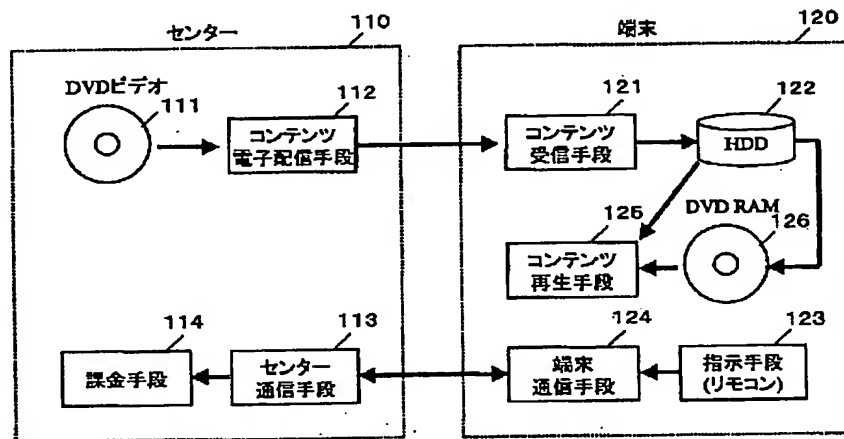 センター
110
端末
120
DVDビデオ
111
112
コンテンツ
電子配信手段
121
コンテンツ
受信手段
122
HDD
125
コンテンツ
再生手段
DVD RAM
126
114
課金手段
113
センター
通信手段
124
端末
通信手段
123
指示手段
(リモコン)